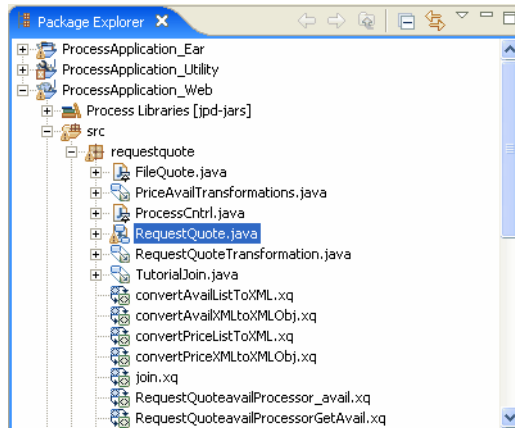 Package Explorer
ProcessApplication_Ear
ProcessApplication_Utility
ProcessApplication_Web
Process Libraries [jpd-jars]
src
requestquote
FileQuote.java
PriceAvailTransformations.java
ProcessCntrl.java
RequestQuote.java
RequestQuoteTransformation.java
TutorialJoin.java
convertAvailListToXML.xq
convertAvailXMLtoXMLObj.xq
convertPriceListToXML.xq
convertPriceXMLtoXMLObj.xq
join.xq
RequestQuoteavailProcessor_avail.xq
RequestQuoteavailProcessorGetAvail.xq